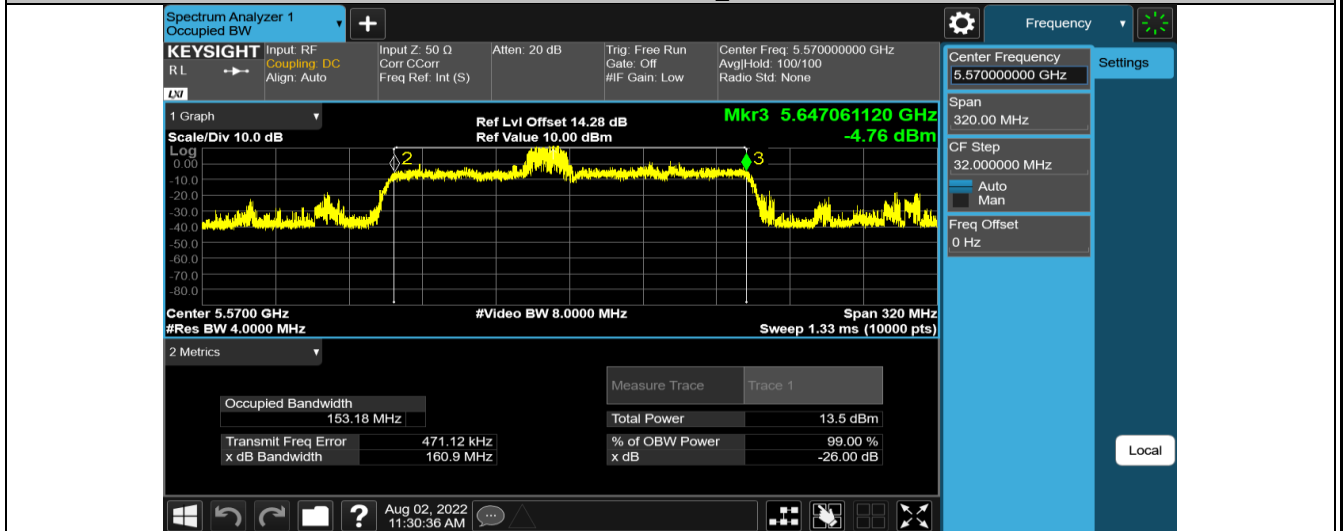 Spectrum Analyzer 1
Occupied BW
Frequency
KEYSIGHT
R L
LXI
Input: RF
Coupling: DC
Align: Auto
Input Z: 50 Ω
Corr CCorr
Freq Ref: Int (S)
Atten: 20 dB
Trig: Free Run
Gate: Off
#IF Gain: Low
Center Freq: 5.570000000 GHz
Avg|Hold: 100/100
Radio Std: None
Center Frequency
5.570000000 GHz
Settings
Span
320.00 MHz
CF Step
32.000000 MHz
Auto
Man
Freq Offset
0 Hz
1 Graph
Scale/Div 10.0 dB
Ref Lvl Offset 14.28 dB
Ref Value 10.00 dBm
Mkr3 5.647061120 GHz
-4.76 dBm
Log
0.00
-10.0
-20.0
-30.0
-40.0
-50.0
-60.0
-70.0
-80.0
2
3
Center 5.5700 GHz
#Video BW 8.0000 MHz
Span 320 MHz
#Res BW 4.0000 MHz
Sweep 1.33 ms (10000 pts)
2 Metrics
Measure Trace
Trace 1
Occupied Bandwidth
153.18 MHz
Total Power
13.5 dBm
Transmit Freq Error
471.12 kHz
% of OBW Power
99.00 %
x dB Bandwidth
160.9 MHz
x dB
-26.00 dB
Local
?
Aug 02, 2022
11:30:36 AM